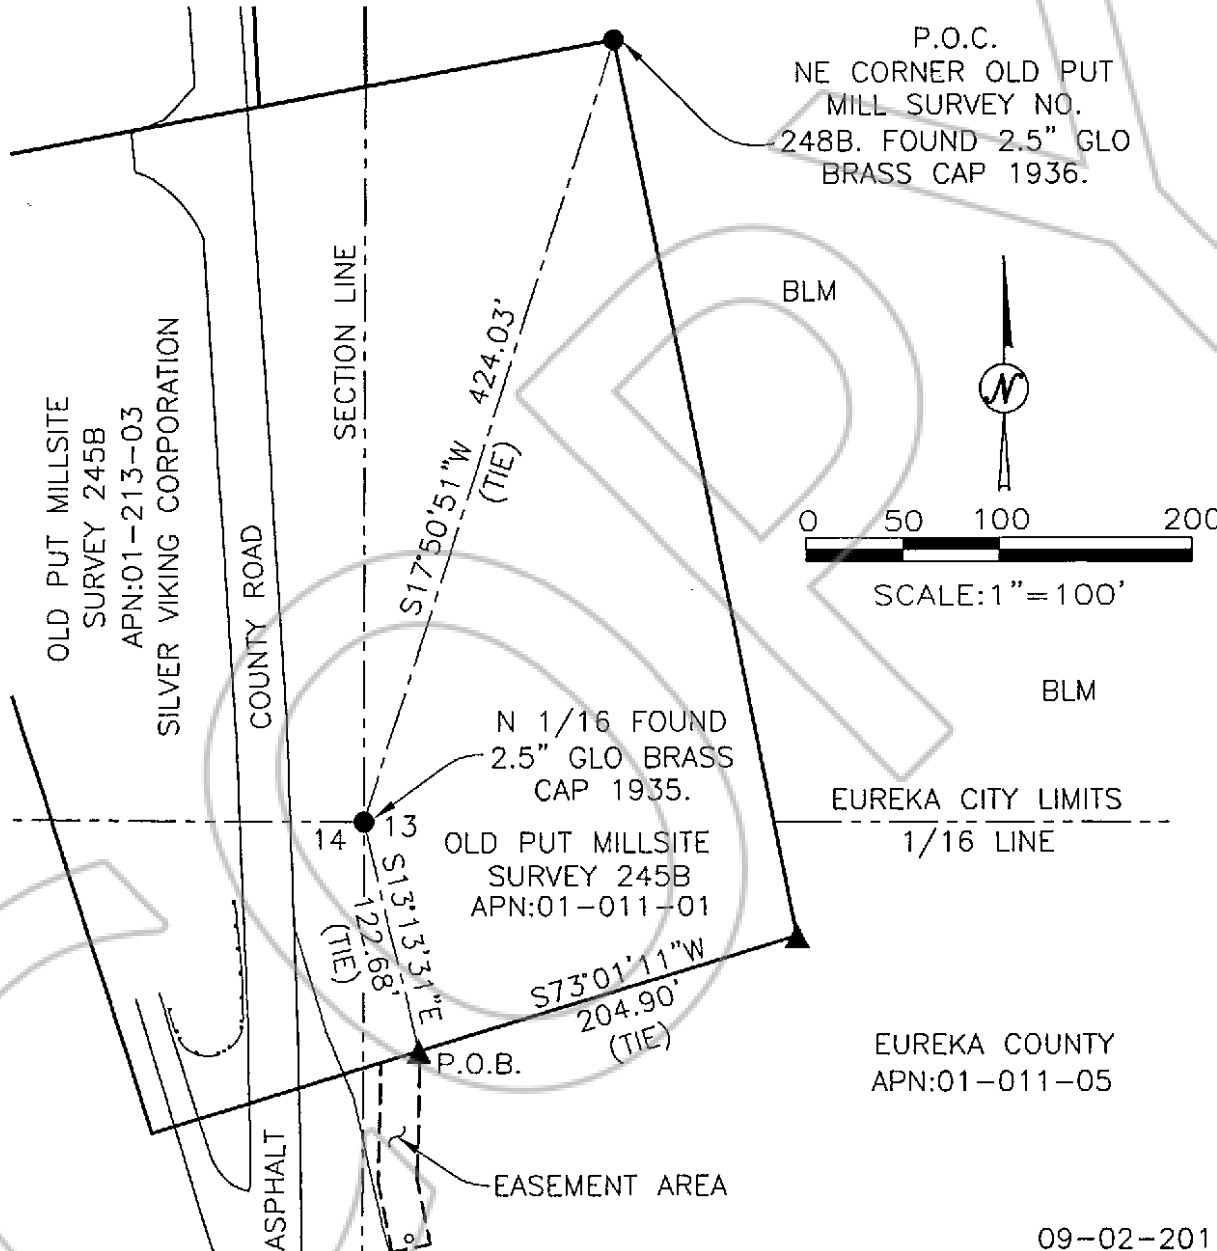 P.O.C.
NE CORNER OLD PUT
MILL SURVEY NO.
248B. FOUND 2.5" GLO
BRASS CAP 1936.
BLM
SECTION LINE
424.03'
S17°50'51"W
(TIE)
OLD PUT MILLSITE
SURVEY 245B
APN:01-213-03
SILVER VIKING CORPORATION
COUNTY ROAD
N
0 50 100 200
SCALE:1"=100'
BLM
N 1/16 FOUND
2.5" GLO BRASS
CAP 1935.
EUREKA CITY LIMITS
1/16 LINE
14 13
OLD PUT MILLSITE
SURVEY 245B
APN:01-011-01
S13°13'31"E
122.68'
(TIE)
S73°01'11"W
204.90'
(TIE)
P.O.B.
EUREKA COUNTY
APN:01-011-05
ASPHALT
EASEMENT AREA
09-02-201
COPY